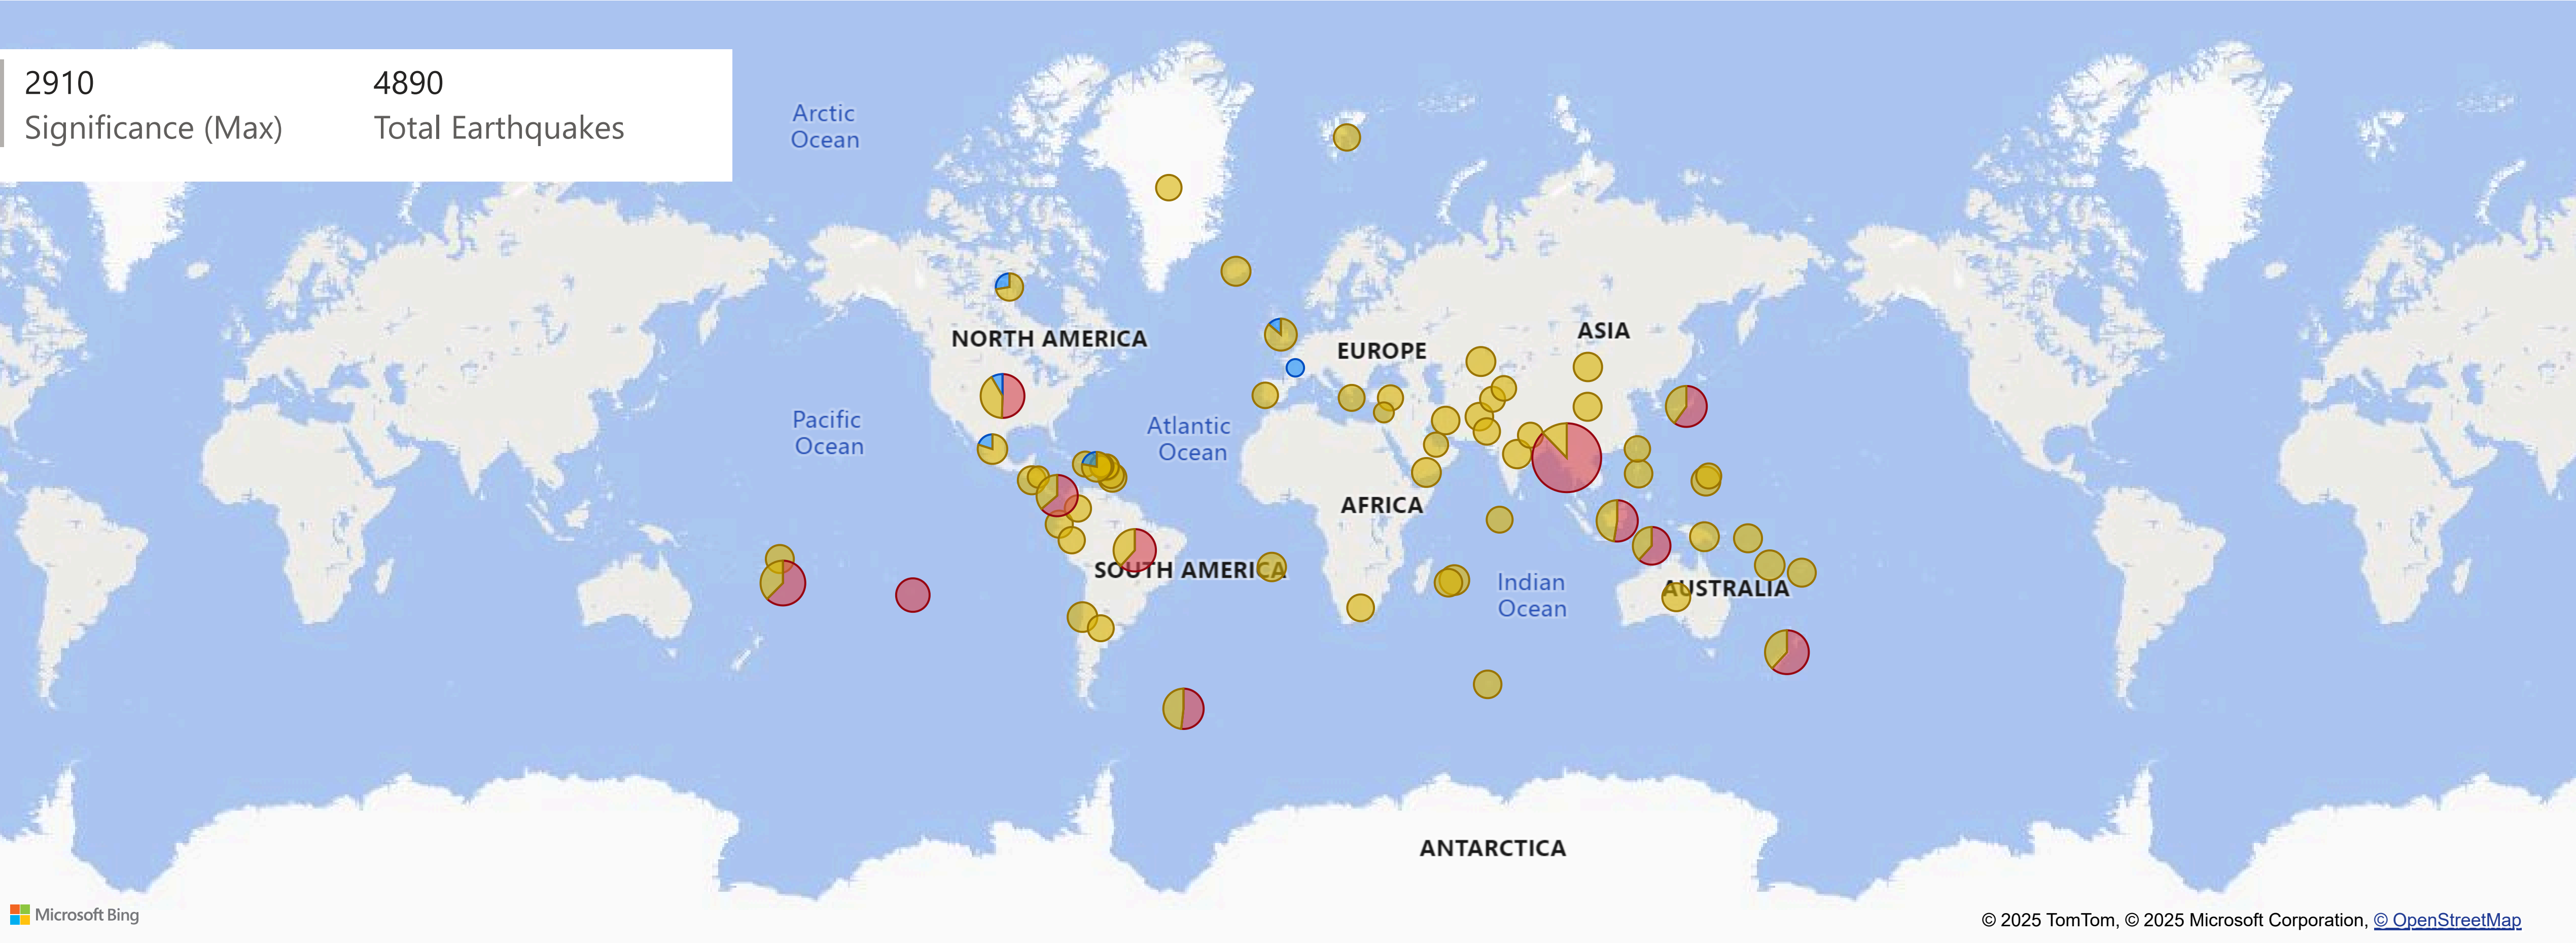 2910
4890
Significance (Max)
Total Earthquakes
Arctic
Ocean
NORTH AMERICA
ASIA
EUROPE
Pacific
Ocean
Atlantic
Ocean
AFRICA
SOUTH AMERICA
Indian
Ocean
AUSTRALIA
ANTARCTICA
Microsoft Bing
© 2025 TomTom, © 2025 Microsoft Corporation, © OpenStreetMap